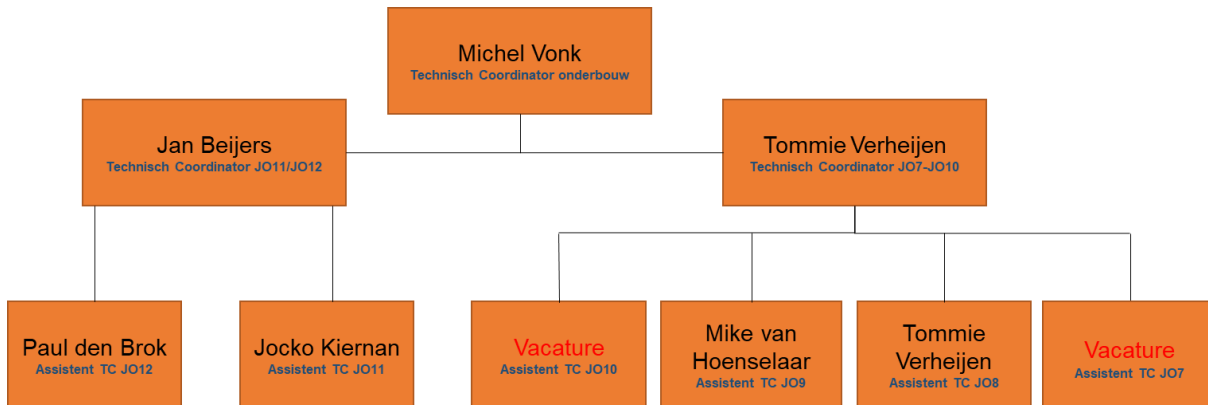 Michel Vonk
Technisch Coordinator onderbouw
Jan Beijers
Technisch Coordinator JO11/JO12
Tommie Verheijen
Technisch Coordinator JO7-JO10
Paul den Brok
Assistent TC JO12
Jocko Kiernan
Assistent TC JO11
Vacature
Assistent TC JO10
Mike van
Hoenselaar
Assistent TC JO9
Tommie
Verheijen
Assistent TC JO8
Vacature
Assistent TC JO7